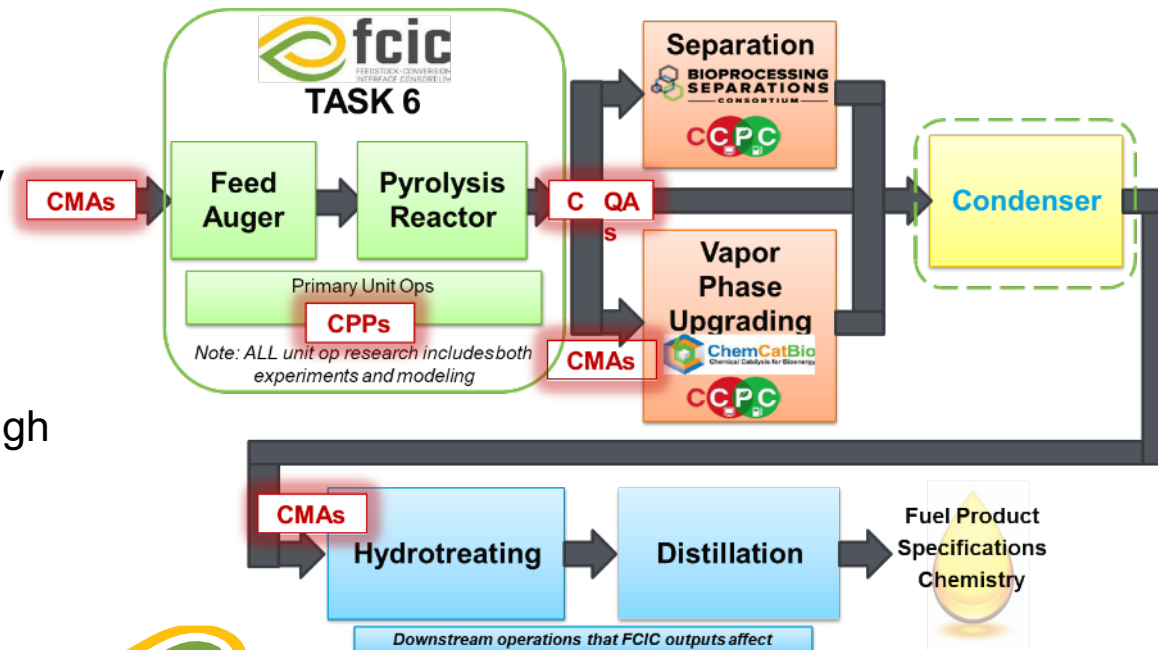 fcic
FEEDSTOCK-CONVERSION
INTERFACE CONSORTIUM
TASK 6
CMAs
Feed
Auger
Pyrolysis
Reactor
C QA
s
Primary Unit Ops
CPPs
Note: ALL unit op research includes both
experiments and modeling
Separation
BIOPROCESSING
SEPARATIONS
CONSORTIUM
CCPC
Vapor
Phase
Upgrading
CMAs
ChemCatBio
Chemical Catalysis for Bioenergy
CCPC
Condenser
gh
CMAs
Hydrotreating
Distillation
Fuel Product
Specifications
Chemistry
Downstream operations that FCIC outputs affect